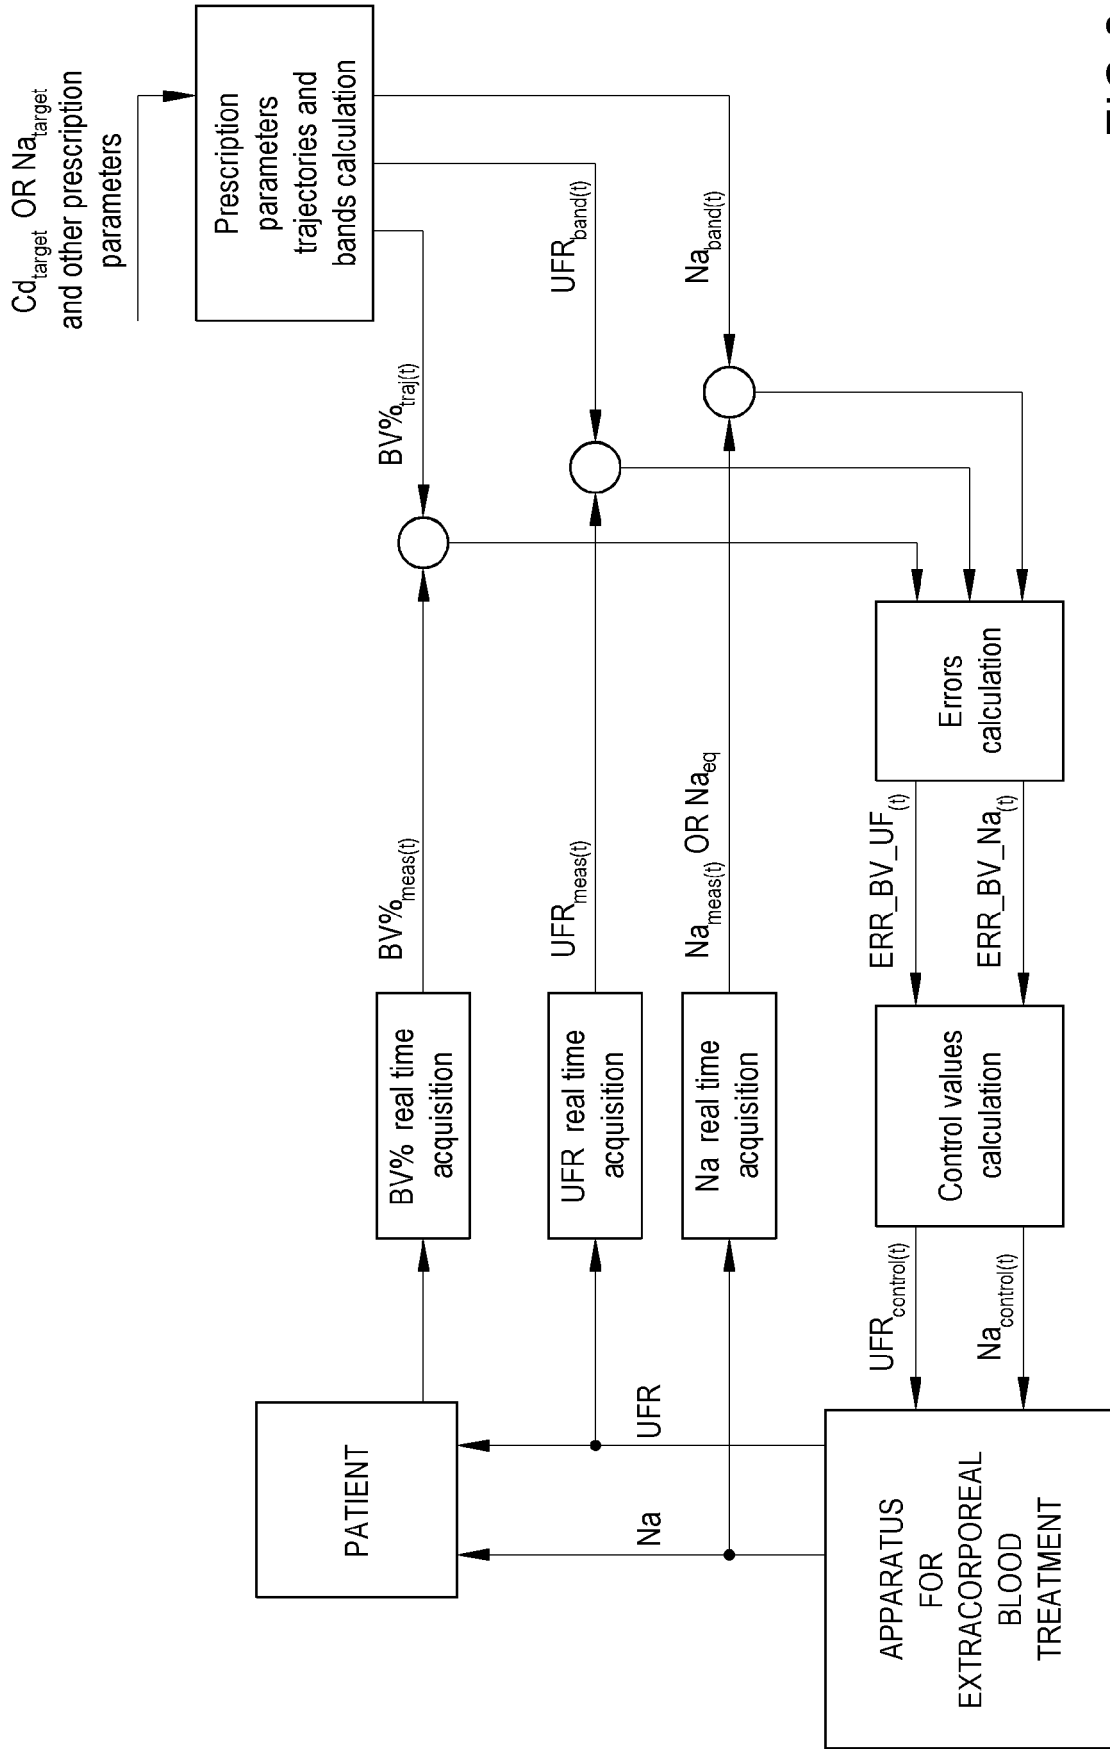 Cd_target OR Na_target
and other prescription
parameters
Prescription
parameters
trajectories and
bands calculation
BV%_traj(t)
UFR_band(t)
Na_band(t)
BV%_meas(t)
UFR_meas(t)
Na_meas(t) OR Na_eq
BV% real time
acquisition
UFR real time
acquisition
Na real time
acquisition
PATIENT
UFR
Na
Errors
calculation
ERR_BV_UF_(t)
ERR_BV_Na_(t)
Control values
calculation
UFR_control(t)
Na_control(t)
APPARATUS
FOR
EXTRACORPOREAL
BLOOD
TREATMENT